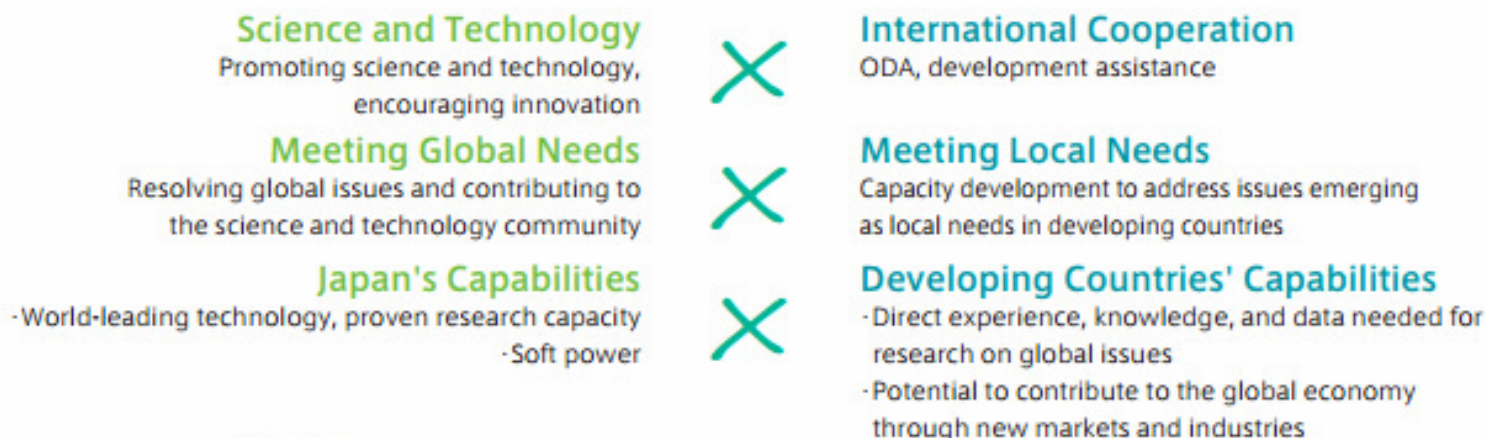 Science and Technology
Promoting science and technology,
encouraging innovation
International Cooperation
ODA, development assistance
Meeting Global Needs
Resolving global issues and contributing to
the science and technology community
Meeting Local Needs
Capacity development to address issues emerging
as local needs in developing countries
Japan's Capabilities
·World-leading technology, proven research capacity
·Soft power
Developing Countries' Capabilities
·Direct experience, knowledge, and data needed for
research on global issues
·Potential to contribute to the global economy
through new markets and industries